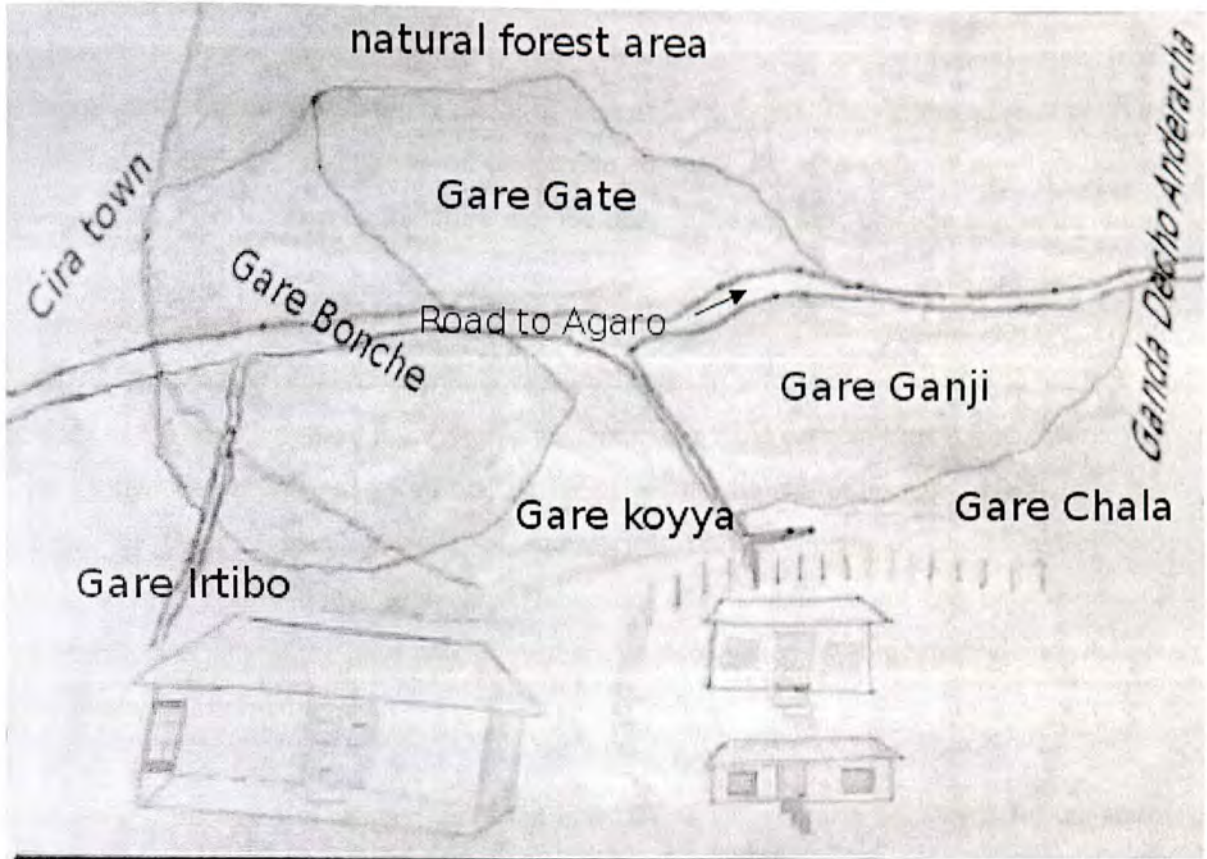 natural forest area
Cira town
Gare Gate
Ganda Decho Anderacha
Gare Bonche
Road to Agaro
Gare Ganji
Gare koyya
Gare Chala
Gare Irtibo